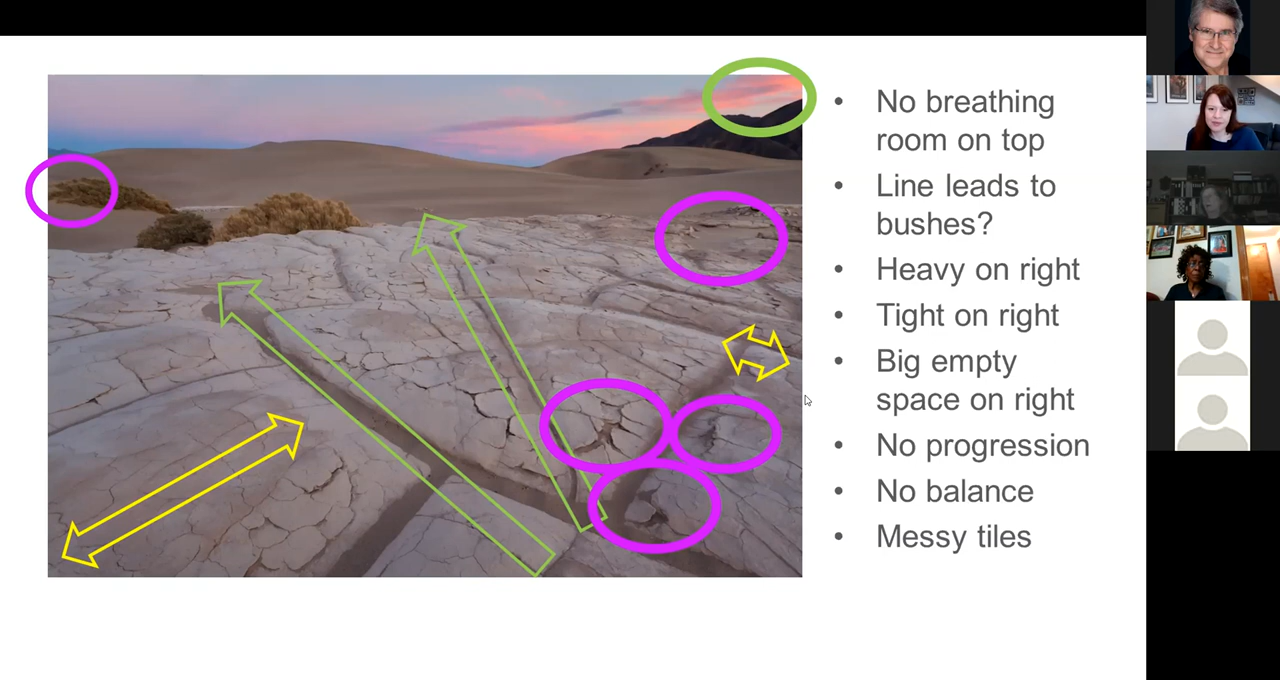 • No breathing
room on top
• Line leads to
bushes?
• Heavy on right
• Tight on right
• Big empty
space on right
• No progression
• No balance
• Messy tiles